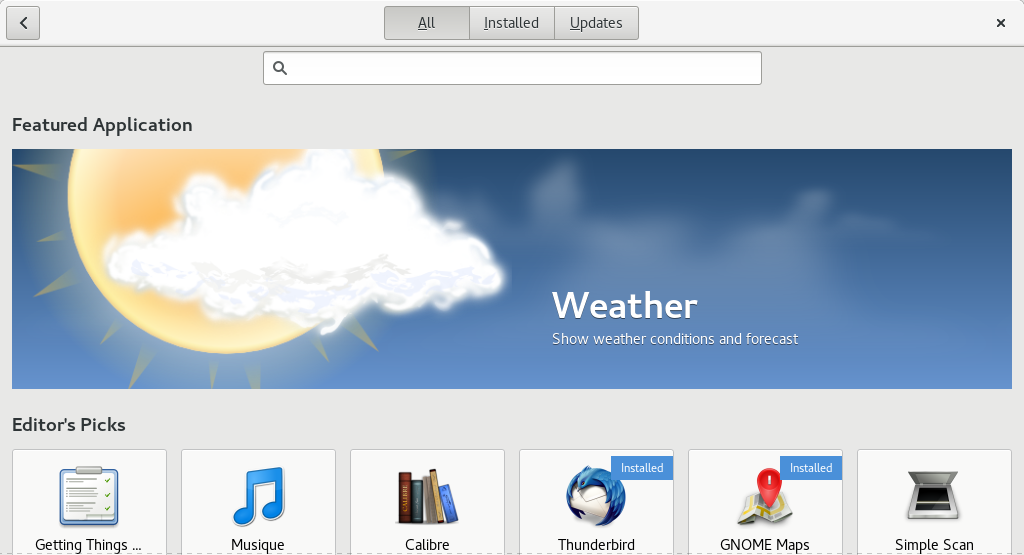 All Installed Updates
Featured Application
Weather
Show weather conditions and forecast
Editor's Picks
Installed Installed
CALIBRE
Getting Things ... Musique Calibre Thunderbird GNOME Maps Simple Scan